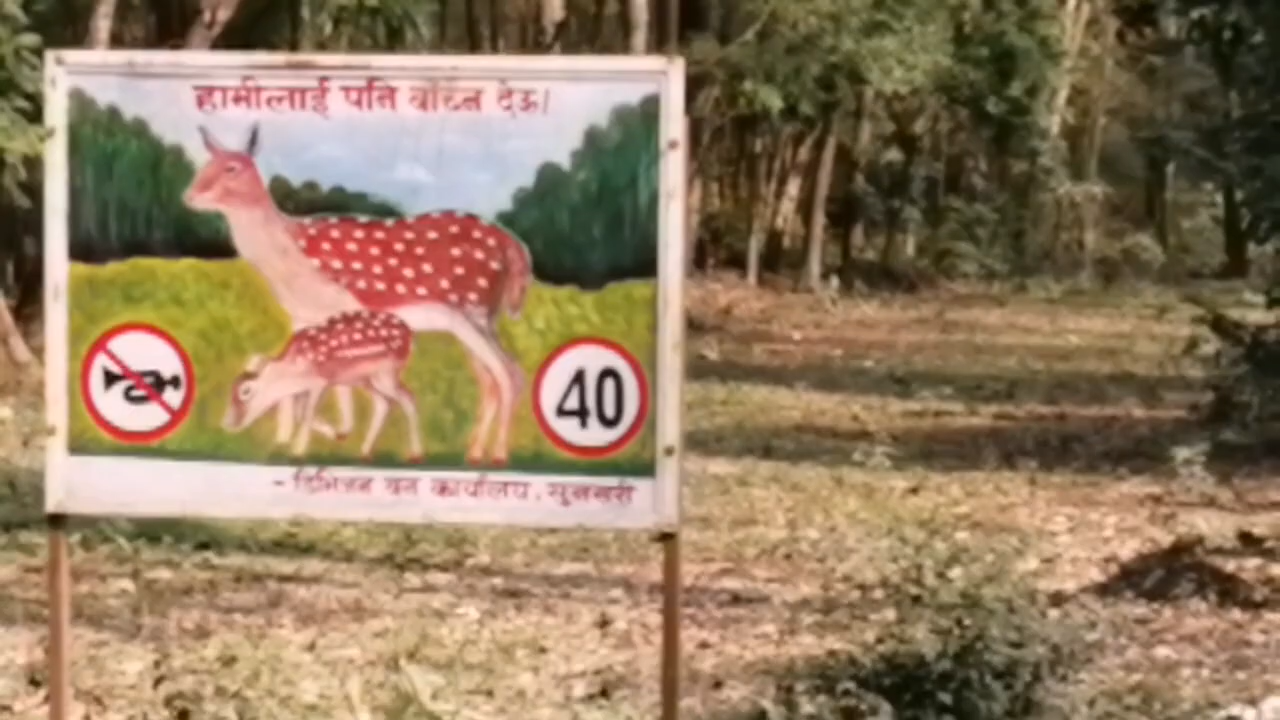 हामीलाई पनि बाँच्न देऊ।
40
- डिभिजन वन कार्यालय, सुनसरी